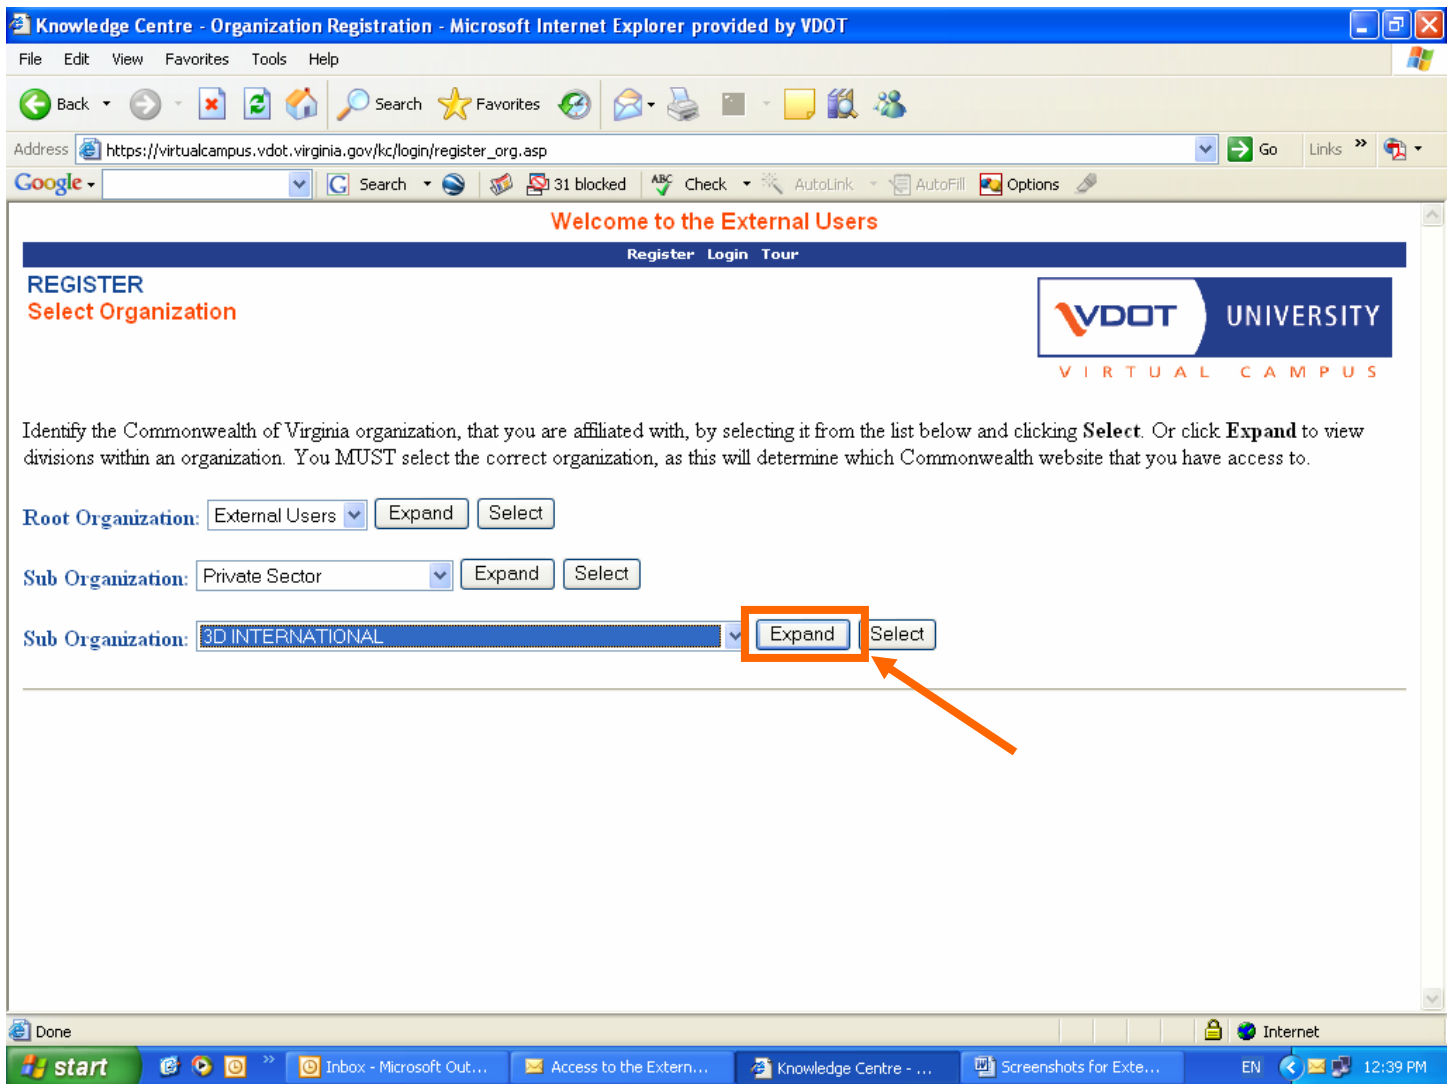 Knowledge Centre - Organization Registration - Microsoft Internet Explorer provided by VDOT
File Edit View Favorites Tools Help
Back Search Favorites
Address https://virtualcampus.vdot.virginia.gov/kc/login/register_org.asp Go Links »
Google Search 31 blocked ABC Check AutoLink AutoFill Options
Welcome to the External Users
Register Login Tour
REGISTER
Select Organization
VDOT UNIVERSITY
VIRTUAL CAMPUS
Identify the Commonwealth of Virginia organization, that you are affiliated with, by selecting it from the list below and clicking Select. Or click Expand to view
divisions within an organization. You MUST select the correct organization, as this will determine which Commonwealth website that you have access to.
Root Organization: External Users Expand Select
Sub Organization: Private Sector Expand Select
Sub Organization: 3D INTERNATIONAL Expand Select
Done Internet
start » Inbox - Microsoft Out... Access to the Extern... Knowledge Centre - ... Screenshots for Exte... EN 12:39 PM